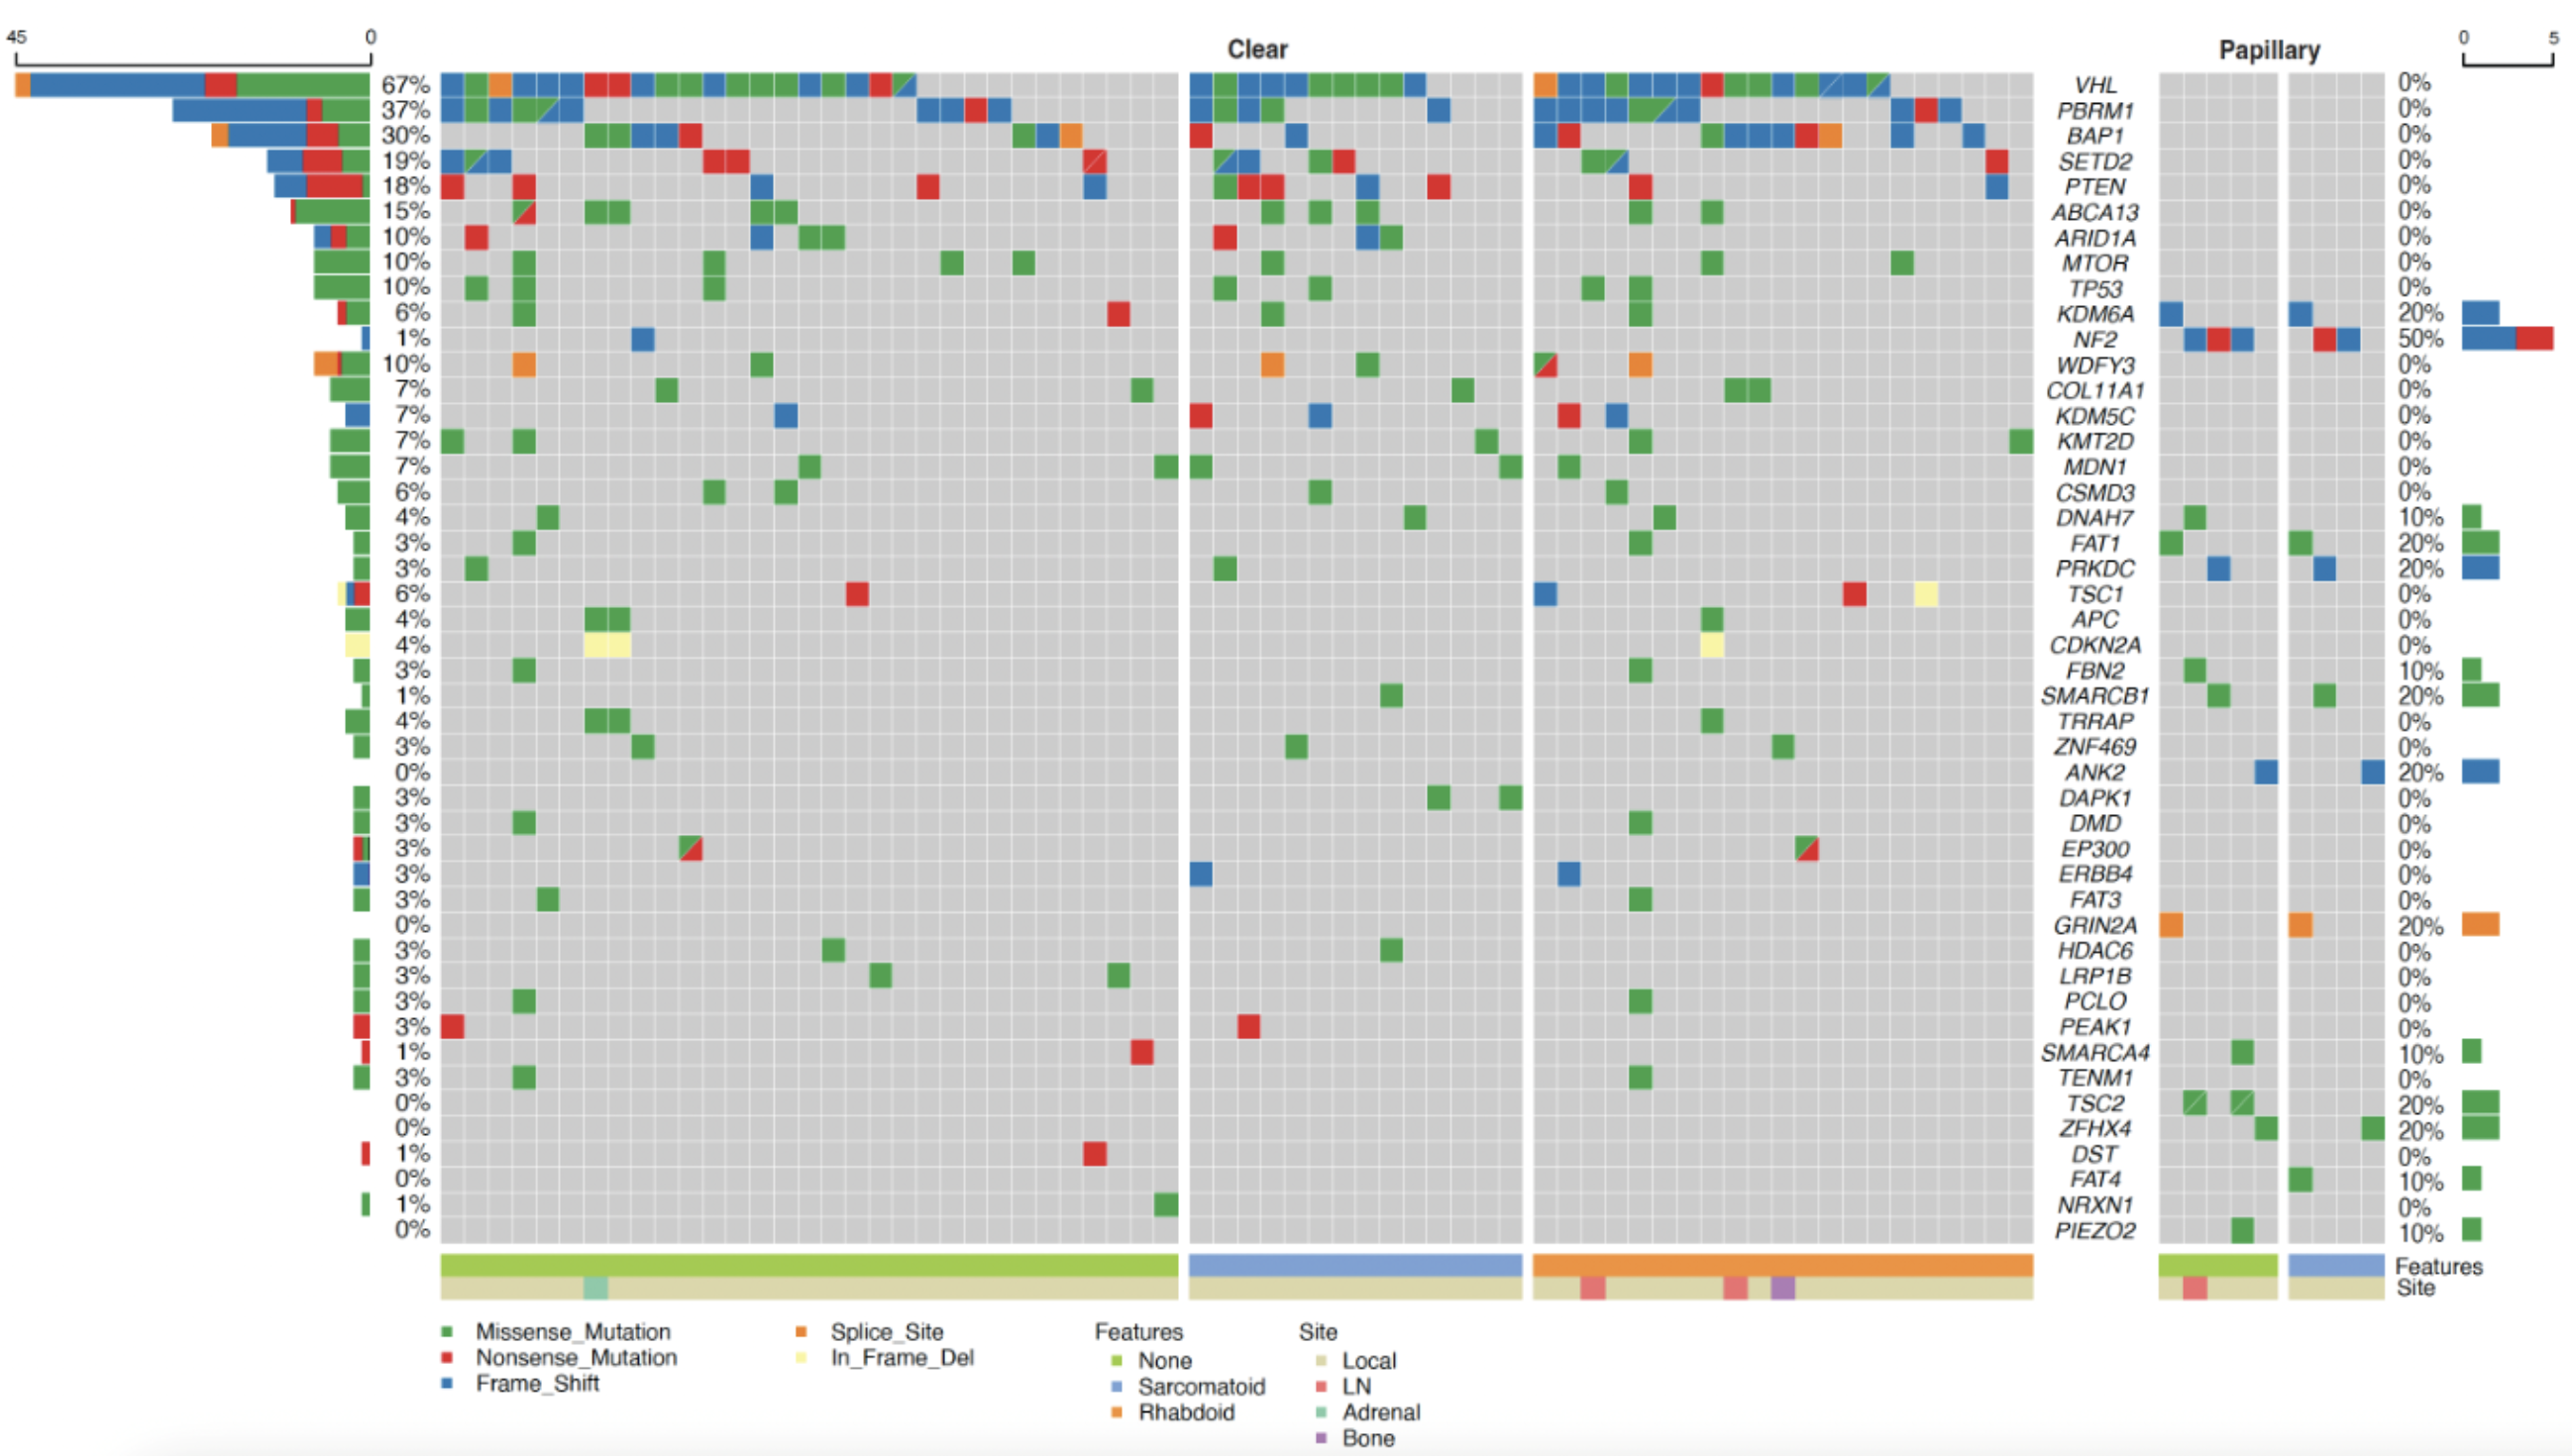 45 0 Clear Papillary 0 5
67% VHL 0%
37% PBRM1 0%
30% BAP1 0%
19% SETD2 0%
18% PTEN 0%
15% ABCA13 0%
10% ARID1A 0%
10% MTOR 0%
10% TP53 0%
6% KDM6A 20%
1% NF2 50%
10% WDFY3 0%
7% COL11A1 0%
7% KDM5C 0%
7% KMT2D 0%
7% MDN1 0%
6% CSMD3 0%
4% DNAH7 10%
3% FAT1 20%
3% PRKDC 20%
6% TSC1 0%
4% APC 0%
4% CDKN2A 0%
3% FBN2 10%
1% SMARCB1 20%
4% TRRAP 0%
3% ZNF469 0%
0% ANK2 20%
3% DAPK1 0%
3% DMD 0%
3% EP300 0%
3% ERBB4 0%
3% FAT3 0%
0% GRIN2A 20%
3% HDAC6 0%
3% LRP1B 0%
3% PCLO 0%
3% PEAK1 0%
1% SMARCA4 10%
3% TENM1 0%
0% TSC2 20%
0% ZFHX4 20%
1% DST 0%
0% FAT4 10%
1% NRXN1 0%
0% PIEZO2 10%
Features
Site
Missense_Mutation Splice_Site Features Site
Nonsense_Mutation In_Frame_Del None Local
Frame_Shift Sarcomatoid LN
Rhabdoid Adrenal
Bone